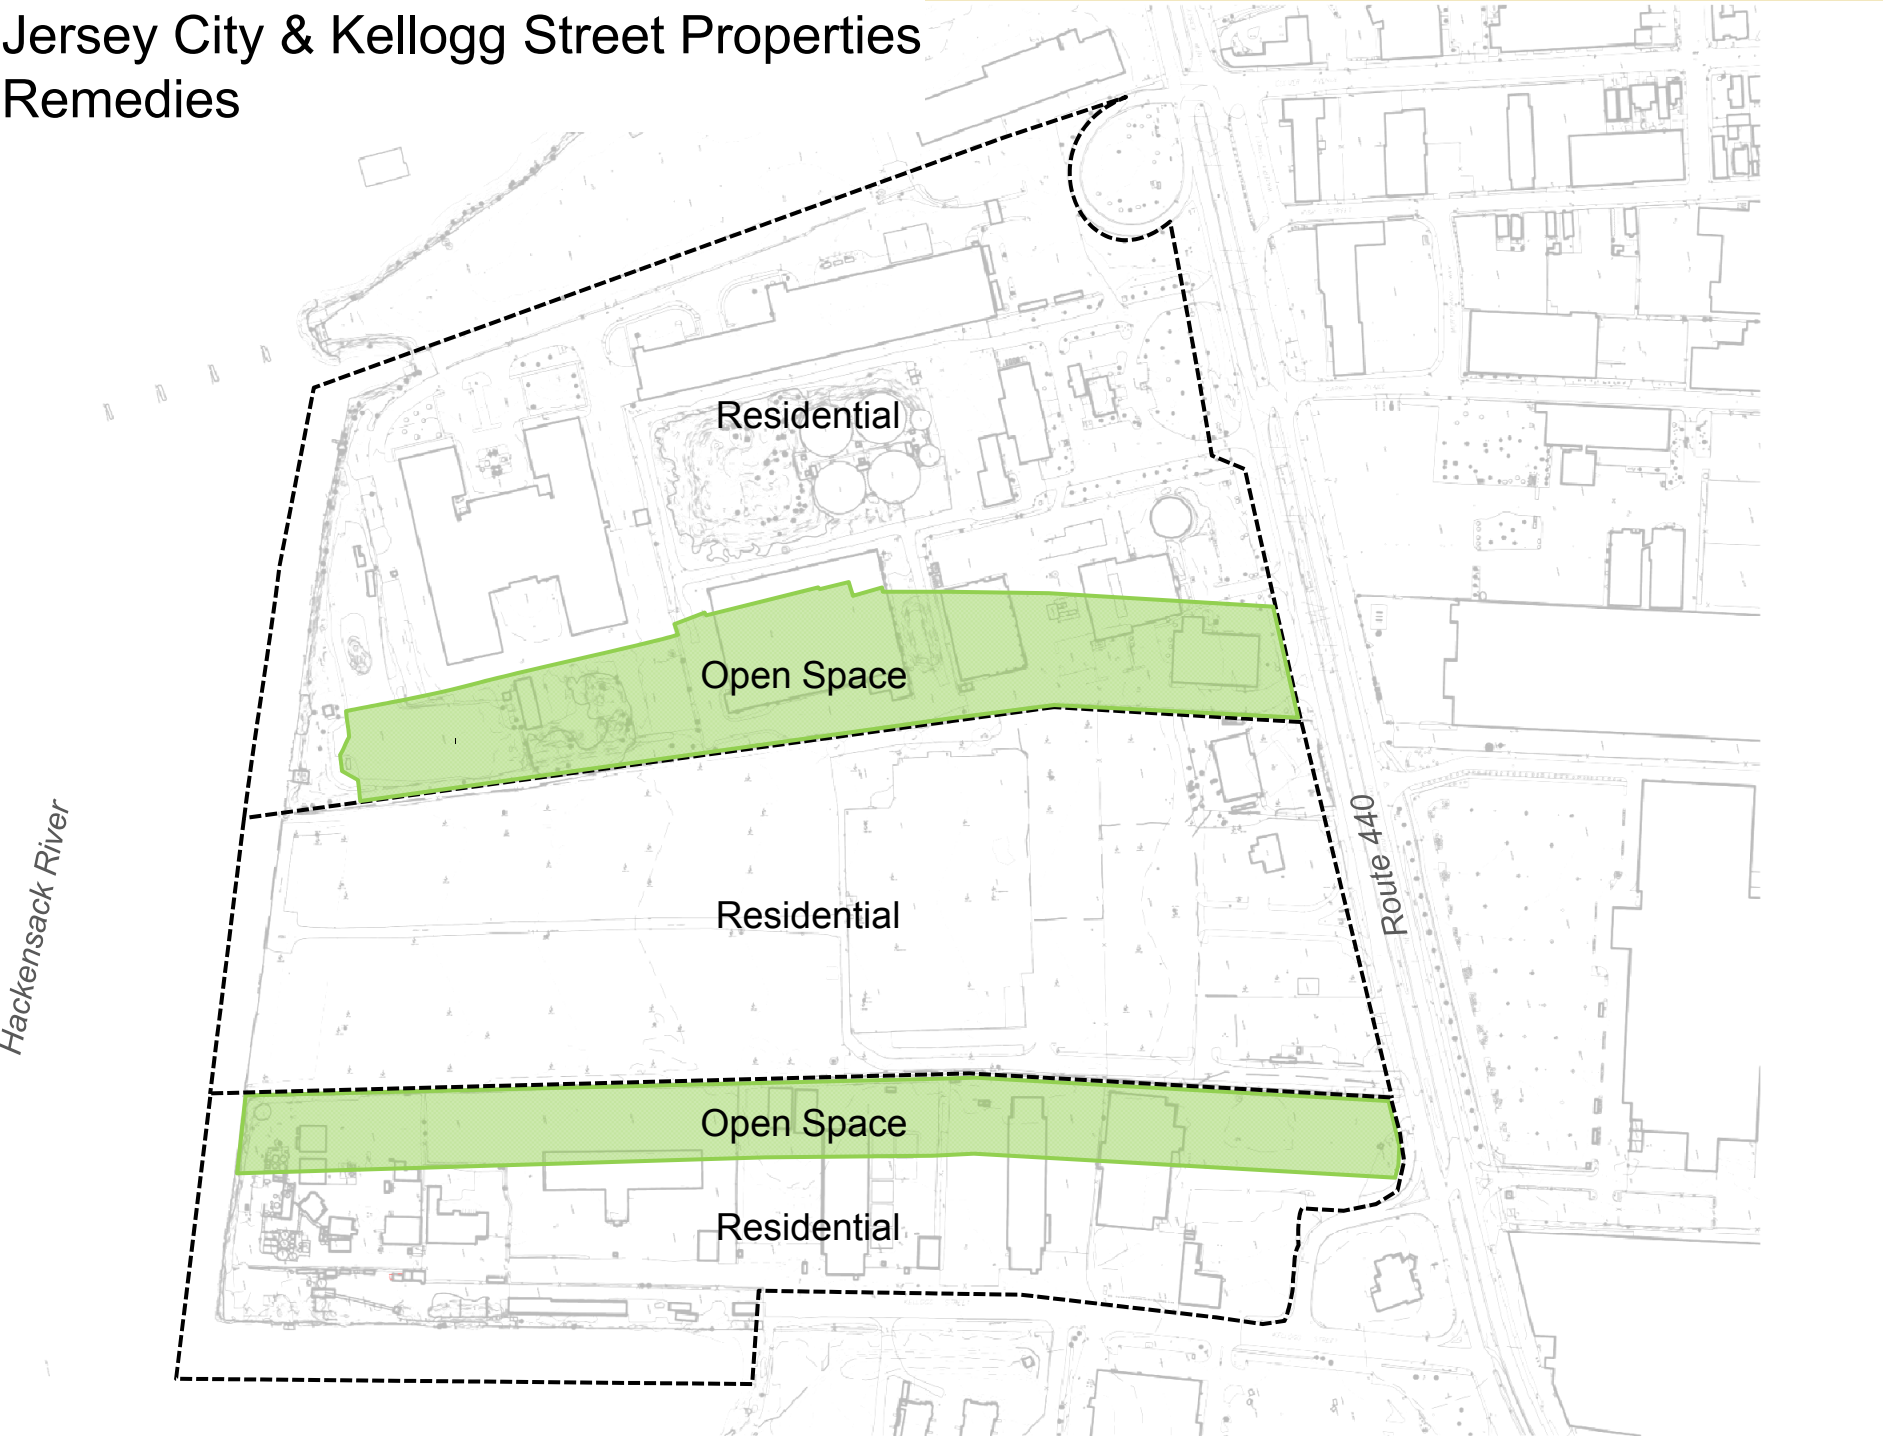 Jersey City & Kellogg Street Properties
Remedies
Residential
Open Space
Hackensack River
Route 440
Residential
Open Space
Residential